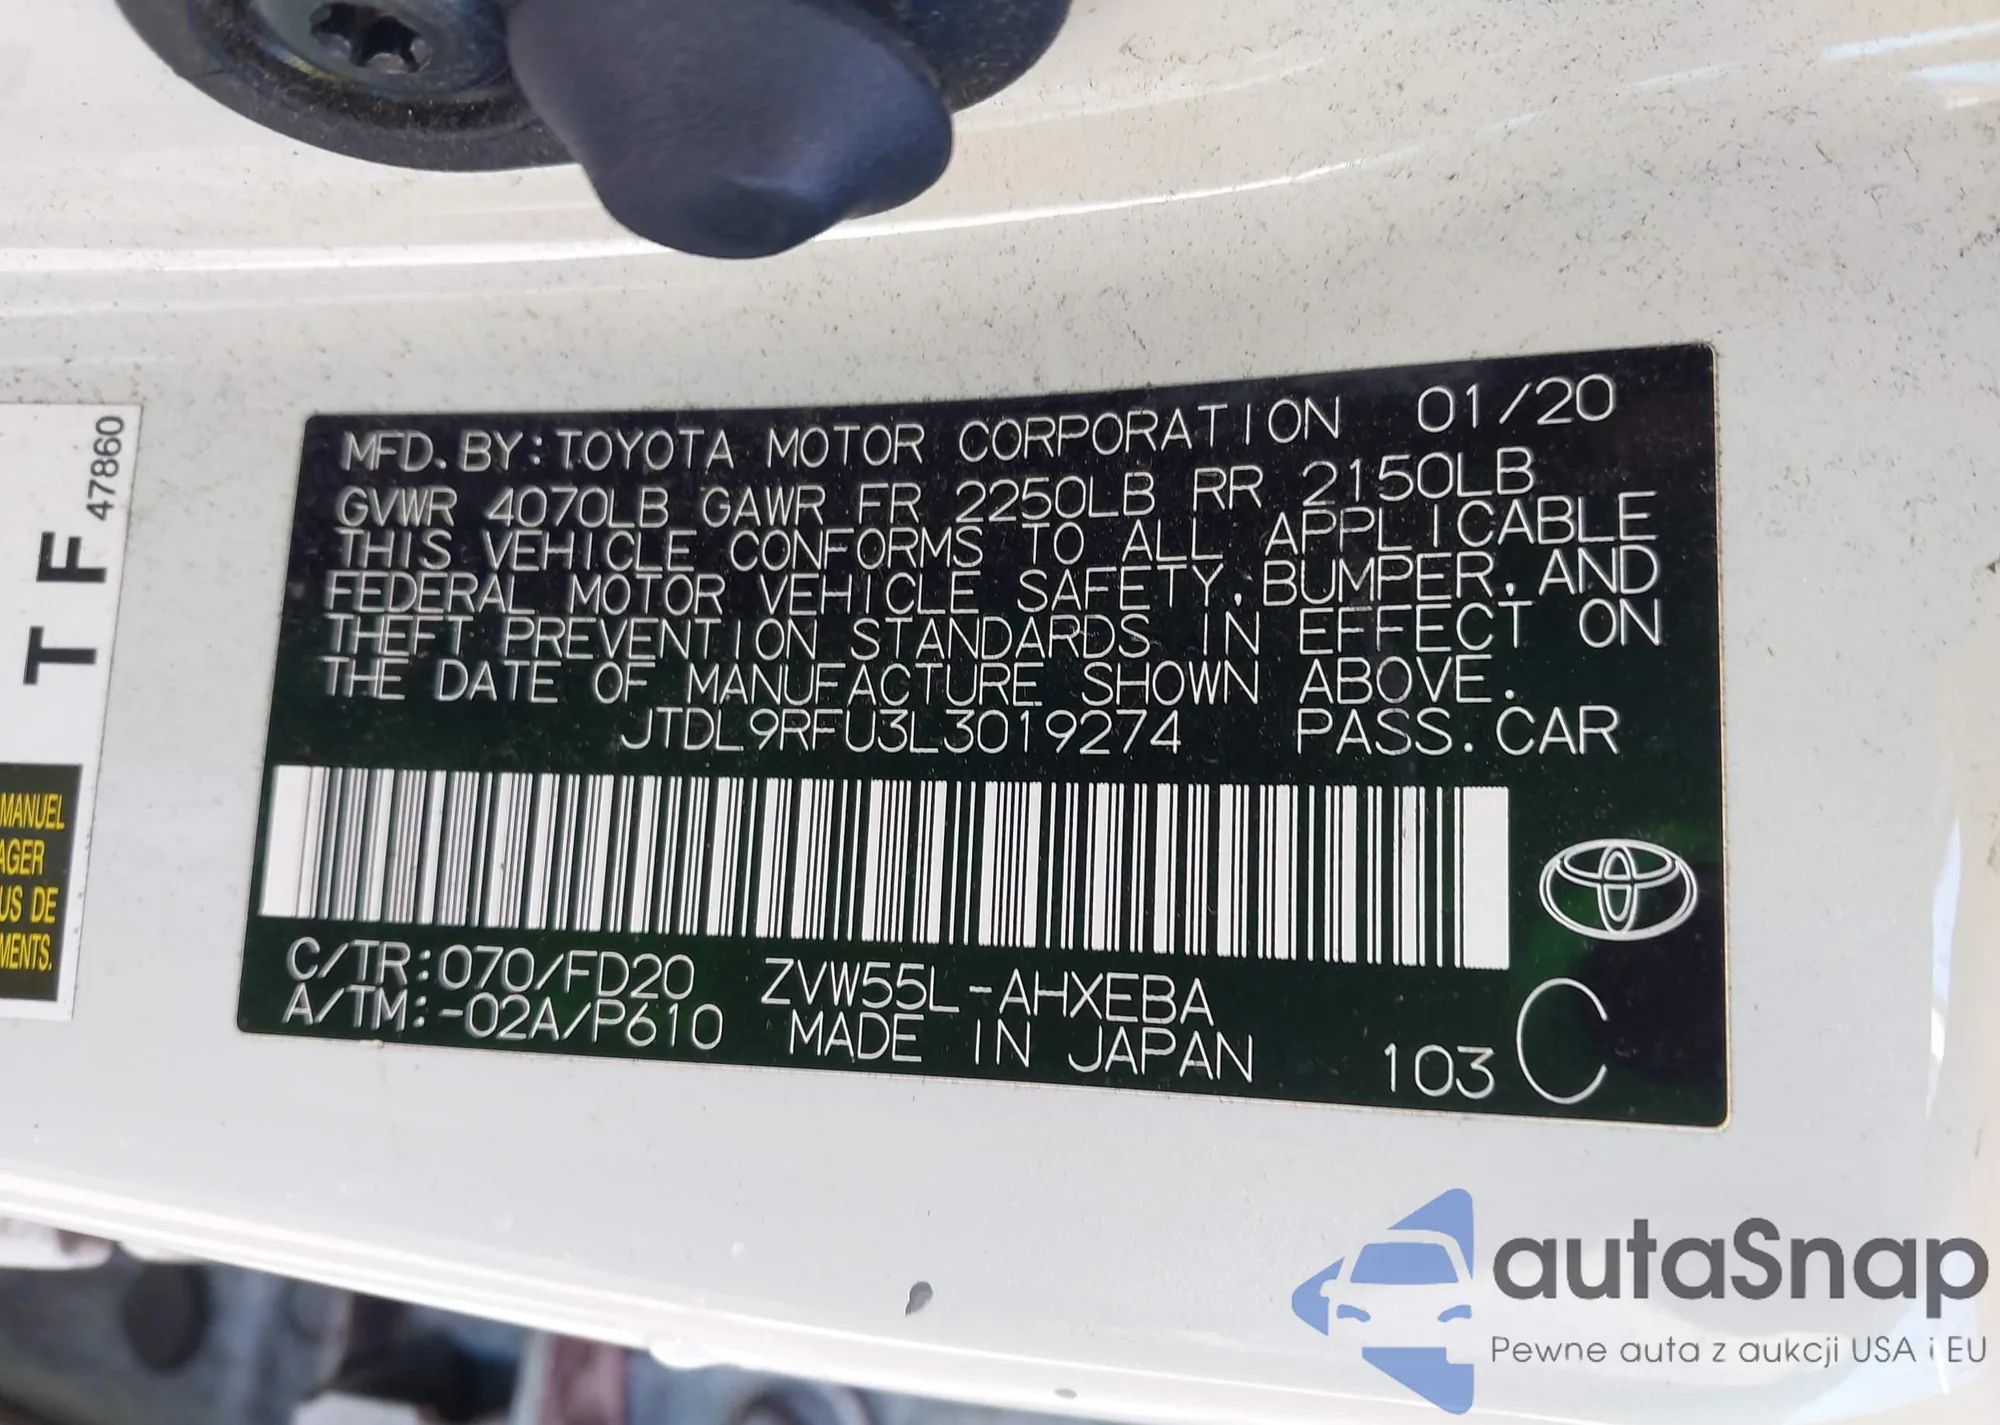 MFD. BY: TOYOTA MOTOR CORPORATION 01/20
GVWR 4070LB GAWR FR 2250LB RR 2150LB
THIS VEHICLE CONFORMS TO ALL APPLICABLE
FEDERAL MOTOR VEHICLE SAFETY, BUMPER, AND
THEFT PREVENTION STANDARDS IN EFFECT ON
THE DATE OF MANUFACTURE SHOWN ABOVE.
JTDL9RFU3L3019274 PASS. CAR
C/TR:070/FD20 ZVW55L-AHXEBA
A/TM:-02A/P610 MADE IN JAPAN
103 C
47860
T F
MANUEL
AGER
US DE
MENTS.
autaSnap
Pewne auta z aukcji USA i EU